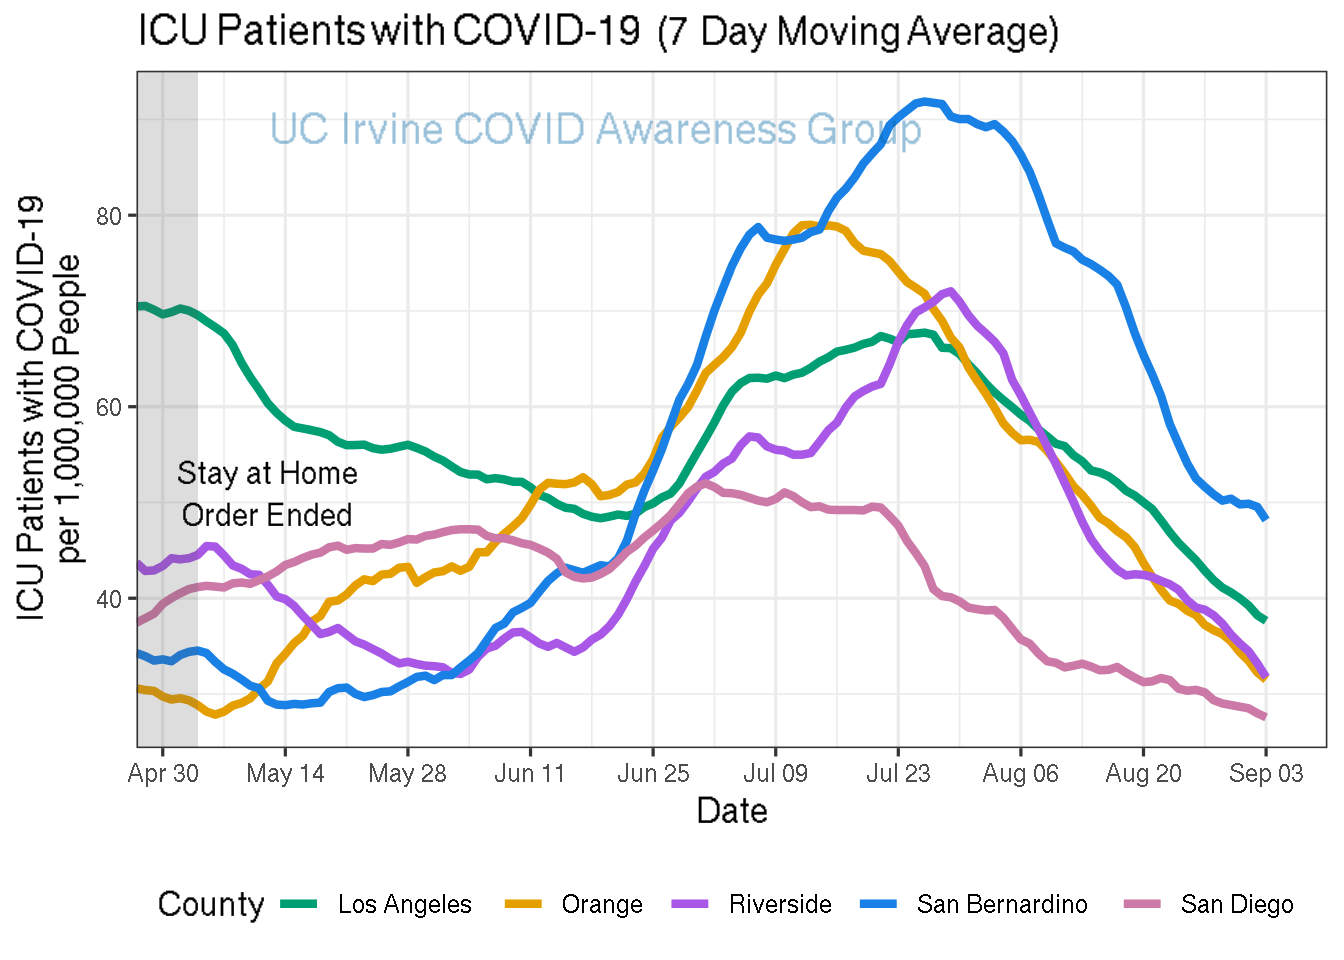 ICU Patients with COVID-19 (7 Day Moving Average)
UC Irvine COVID Awareness Group
ICU Patients with COVID-19
per 1,000,000 People
80
60
40
Stay at Home
Order Ended
Apr 30 May 14 May 28 Jun 11 Jun 25 Jul 09 Jul 23 Aug 06 Aug 20 Sep 03
Date
County Los Angeles Orange Riverside San Bernardino San Diego